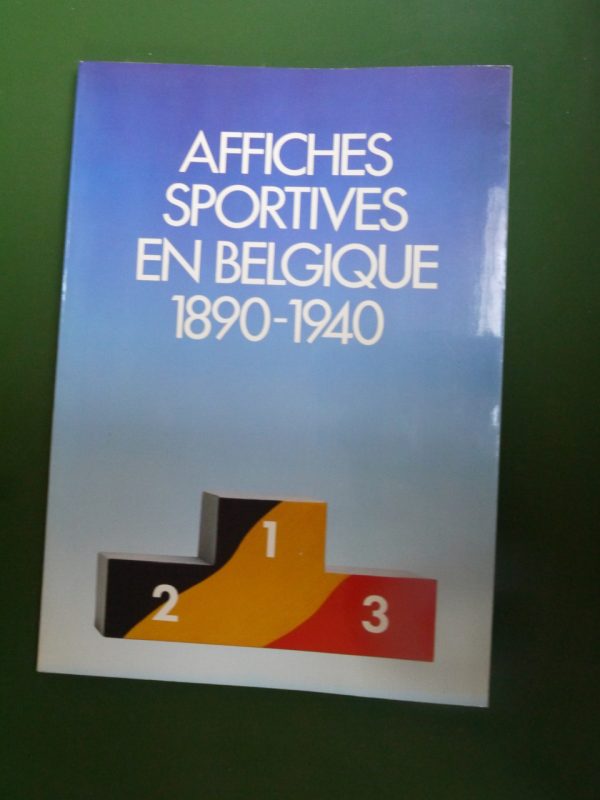 AFFICHES
SPORTIVES
EN BELGIQUE
1890-1940
1
2
3